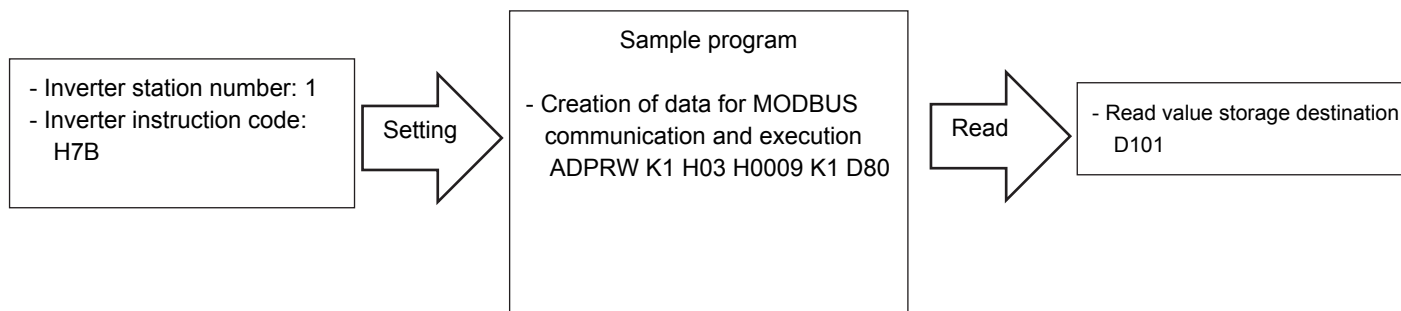 - Inverter station number: 1
- Inverter instruction code:
H7B
Setting
Sample program
- Creation of data for MODBUS
communication and execution
ADPRW K1 H03 H0009 K1 D80
Read
- Read value storage destination
D101